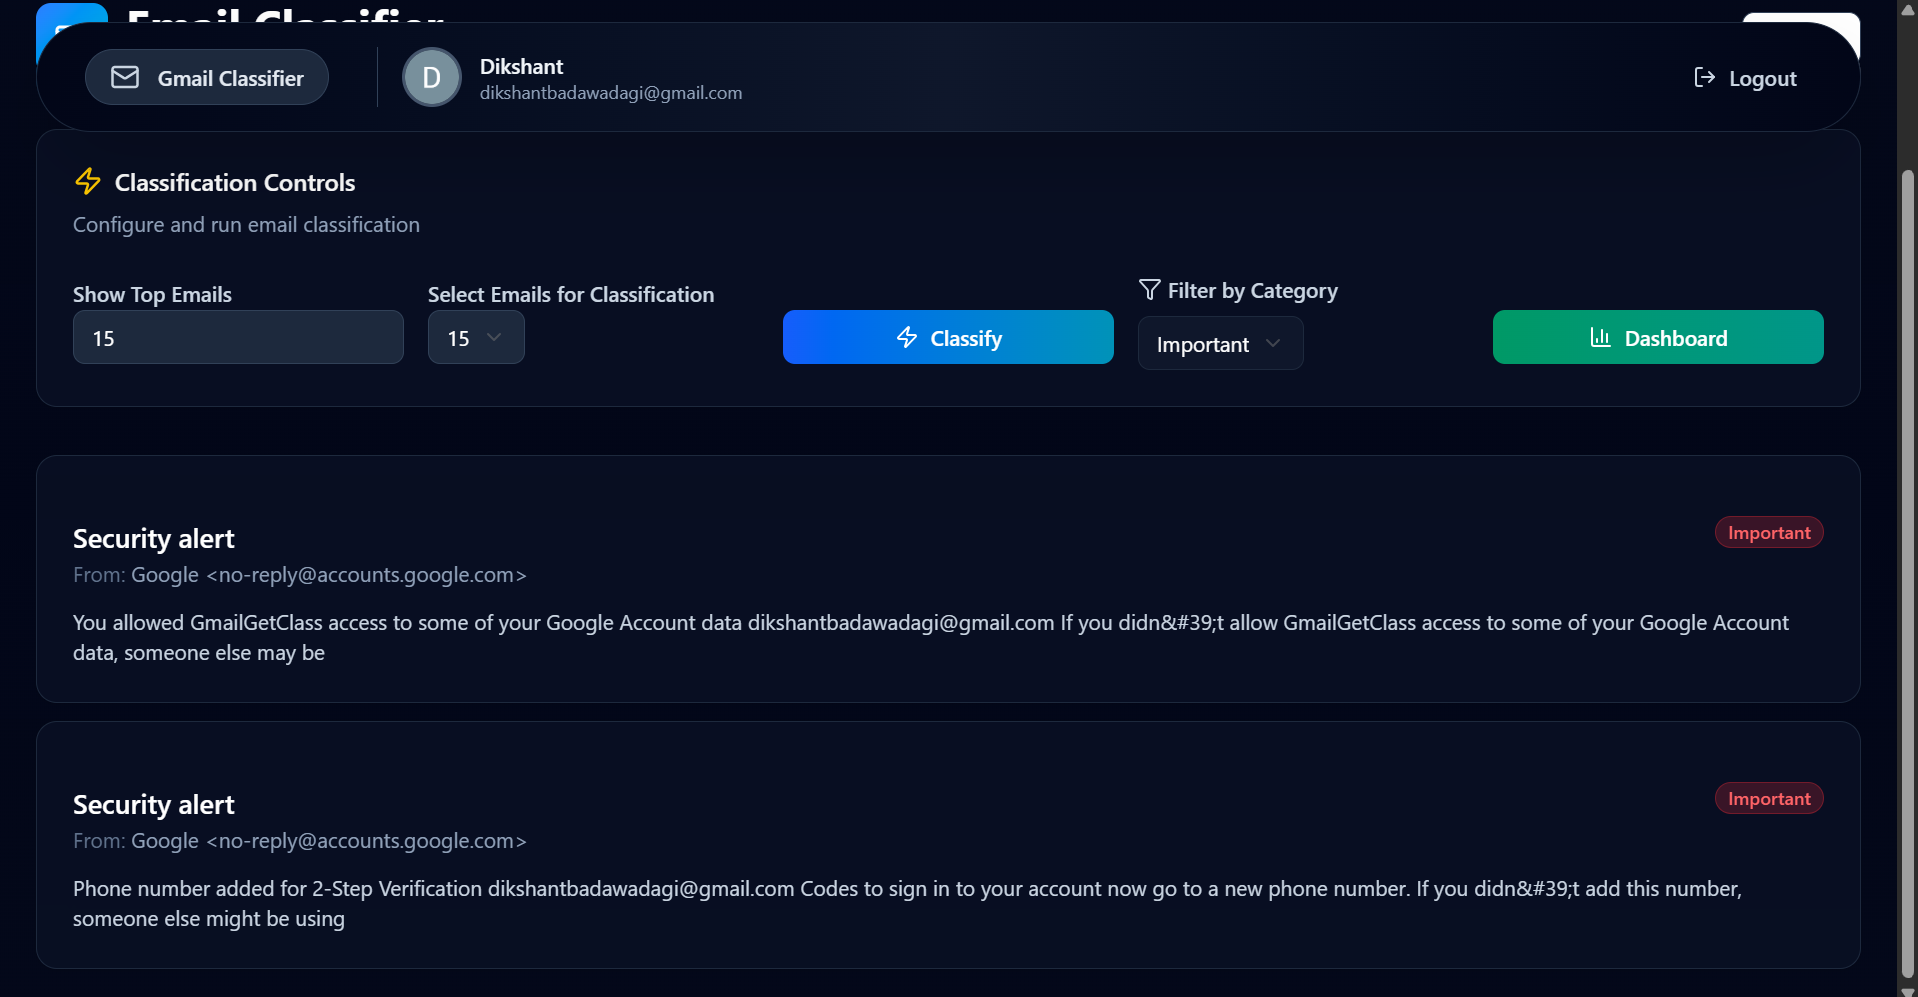 Email Classifier
Gmail Classifier
D
Dikshant
dikshantbadawadagi@gmail.com
Logout
Classification Controls
Configure and run email classification
Show Top Emails
Select Emails for Classification
Filter by Category
15
15
Classify
Important
Dashboard
Security alert
Important
From: Google <no-reply@accounts.google.com>
You allowed GmailGetClass access to some of your Google Account data dikshantbadawadagi@gmail.com If you didn&#39;t allow GmailGetClass access to some of your Google Account
data, someone else may be
Security alert
Important
From: Google <no-reply@accounts.google.com>
Phone number added for 2-Step Verification dikshantbadawadagi@gmail.com Codes to sign in to your account now go to a new phone number. If you didn&#39;t add this number,
someone else might be using